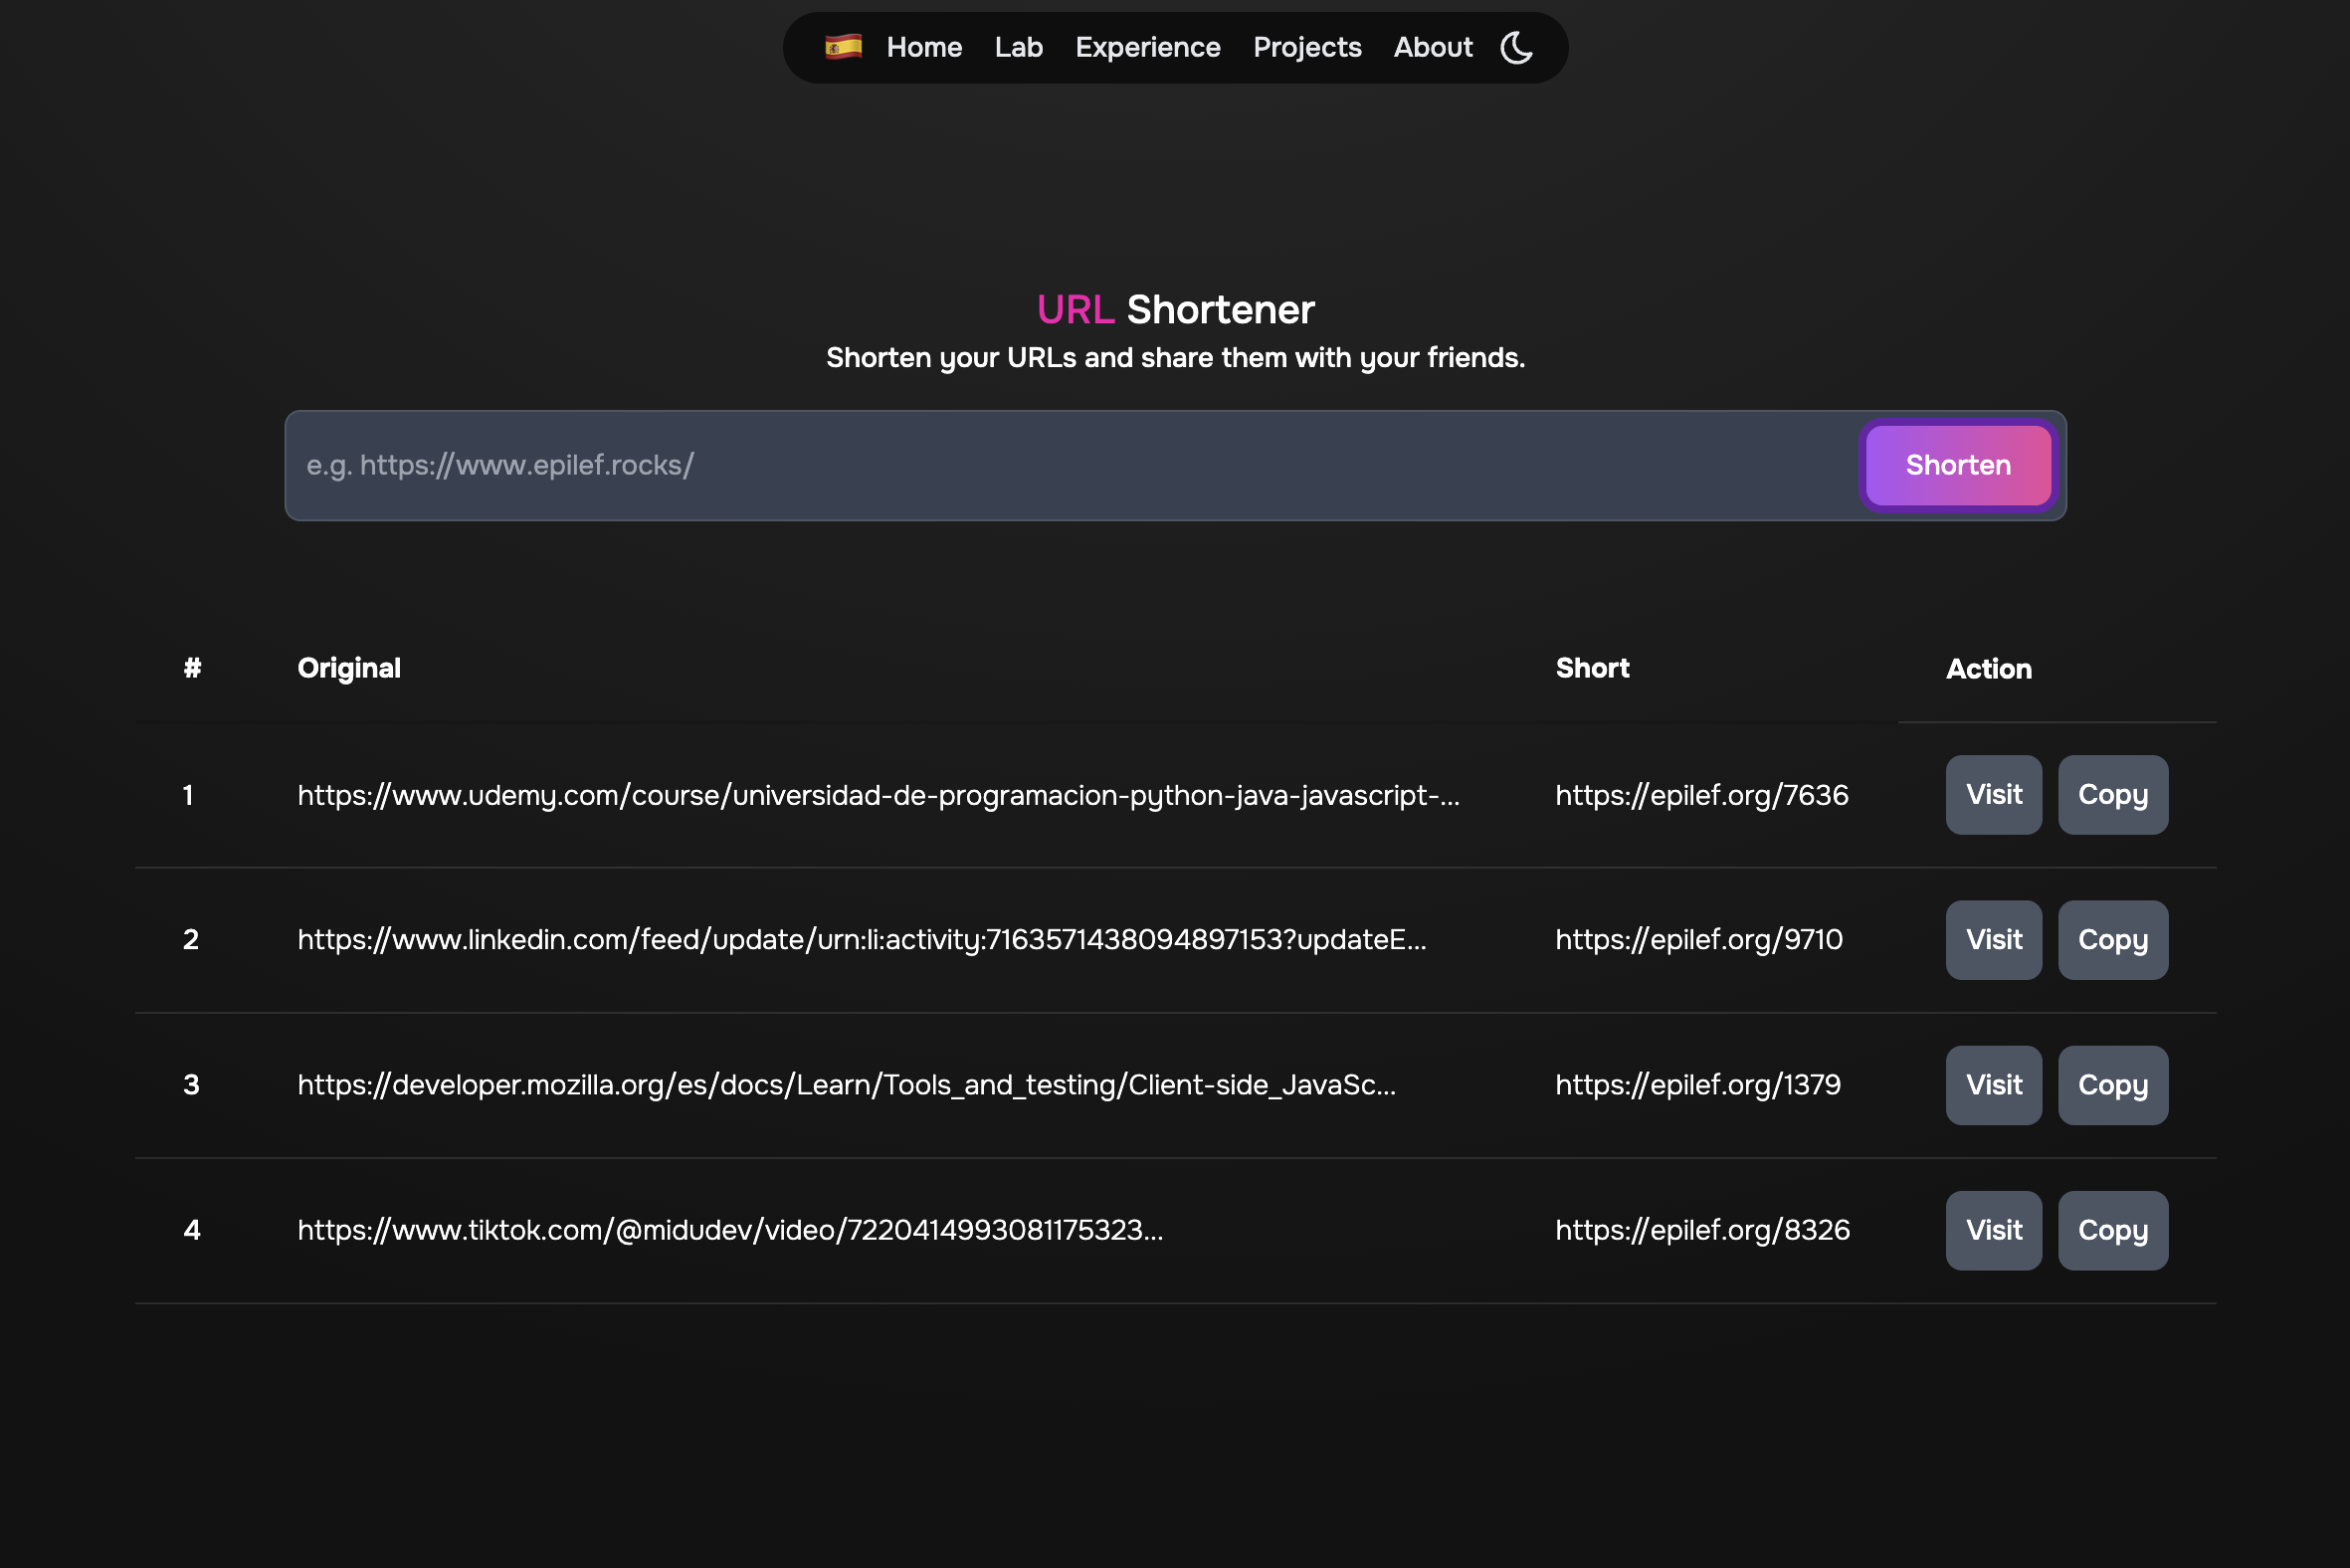 Home Lab Experience Projects About
URL Shortener
Shorten your URLs and share them with your friends.
e.g. https://www.epilef.rocks/ Shorten
# Original Short Action
1 https://www.udemy.com/course/universidad-de-programacion-python-java-javascript-... https://epilef.org/7636 Visit Copy
2 https://www.linkedin.com/feed/update/urn:li:activity:7163571438094897153?updateE... https://epilef.org/9710 Visit Copy
3 https://developer.mozilla.org/es/docs/Learn/Tools_and_testing/Client-side_JavaSc... https://epilef.org/1379 Visit Copy
4 https://www.tiktok.com/@midudev/video/7220414993081175323... https://epilef.org/8326 Visit Copy